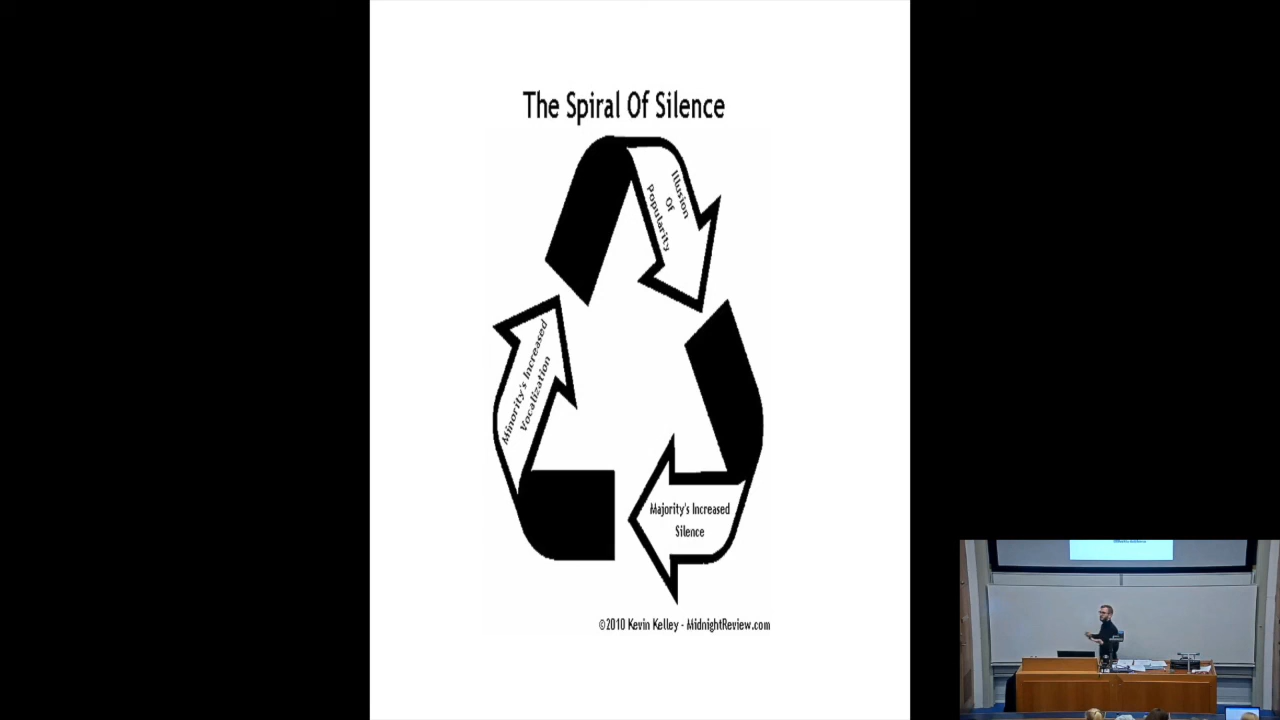 The Spiral Of Silence
Illusion
Of
Popularity
Minority's Increased
Vocalization
Majority's Increased
Silence
©2010 Kevin Kelley - MidnightReview.com